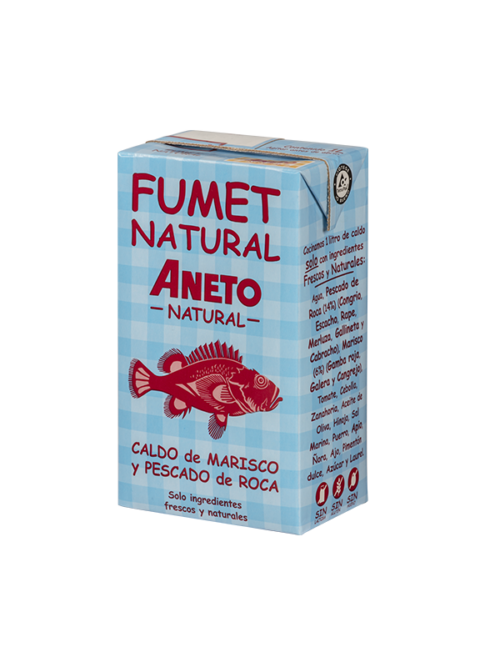 FUMET
NATURAL
ANETO
NATURAL
CALDO de MARISCO
y PESCADO de ROCA
Solo ingredientes
frescos y naturales
Cocinamos 1 litro de caldo
solo con ingredientes
Frescos y Naturales:
Agua, Pescado de
Roca (14%) (Congrio,
Escacho, Rape,
Merluza, Gallineta y
Cabracho), Marisco
(6%) (Gamba roja,
Galera y Cangrejo),
Tomate, Cebolla,
Zanahoria, Aceite de
Oliva, Hinojo, Sal
Marina, Puerro, Apio,
Ñora, Ajo, Pimentón
dulce, Azúcar y Laurel.
SIN SIN SIN